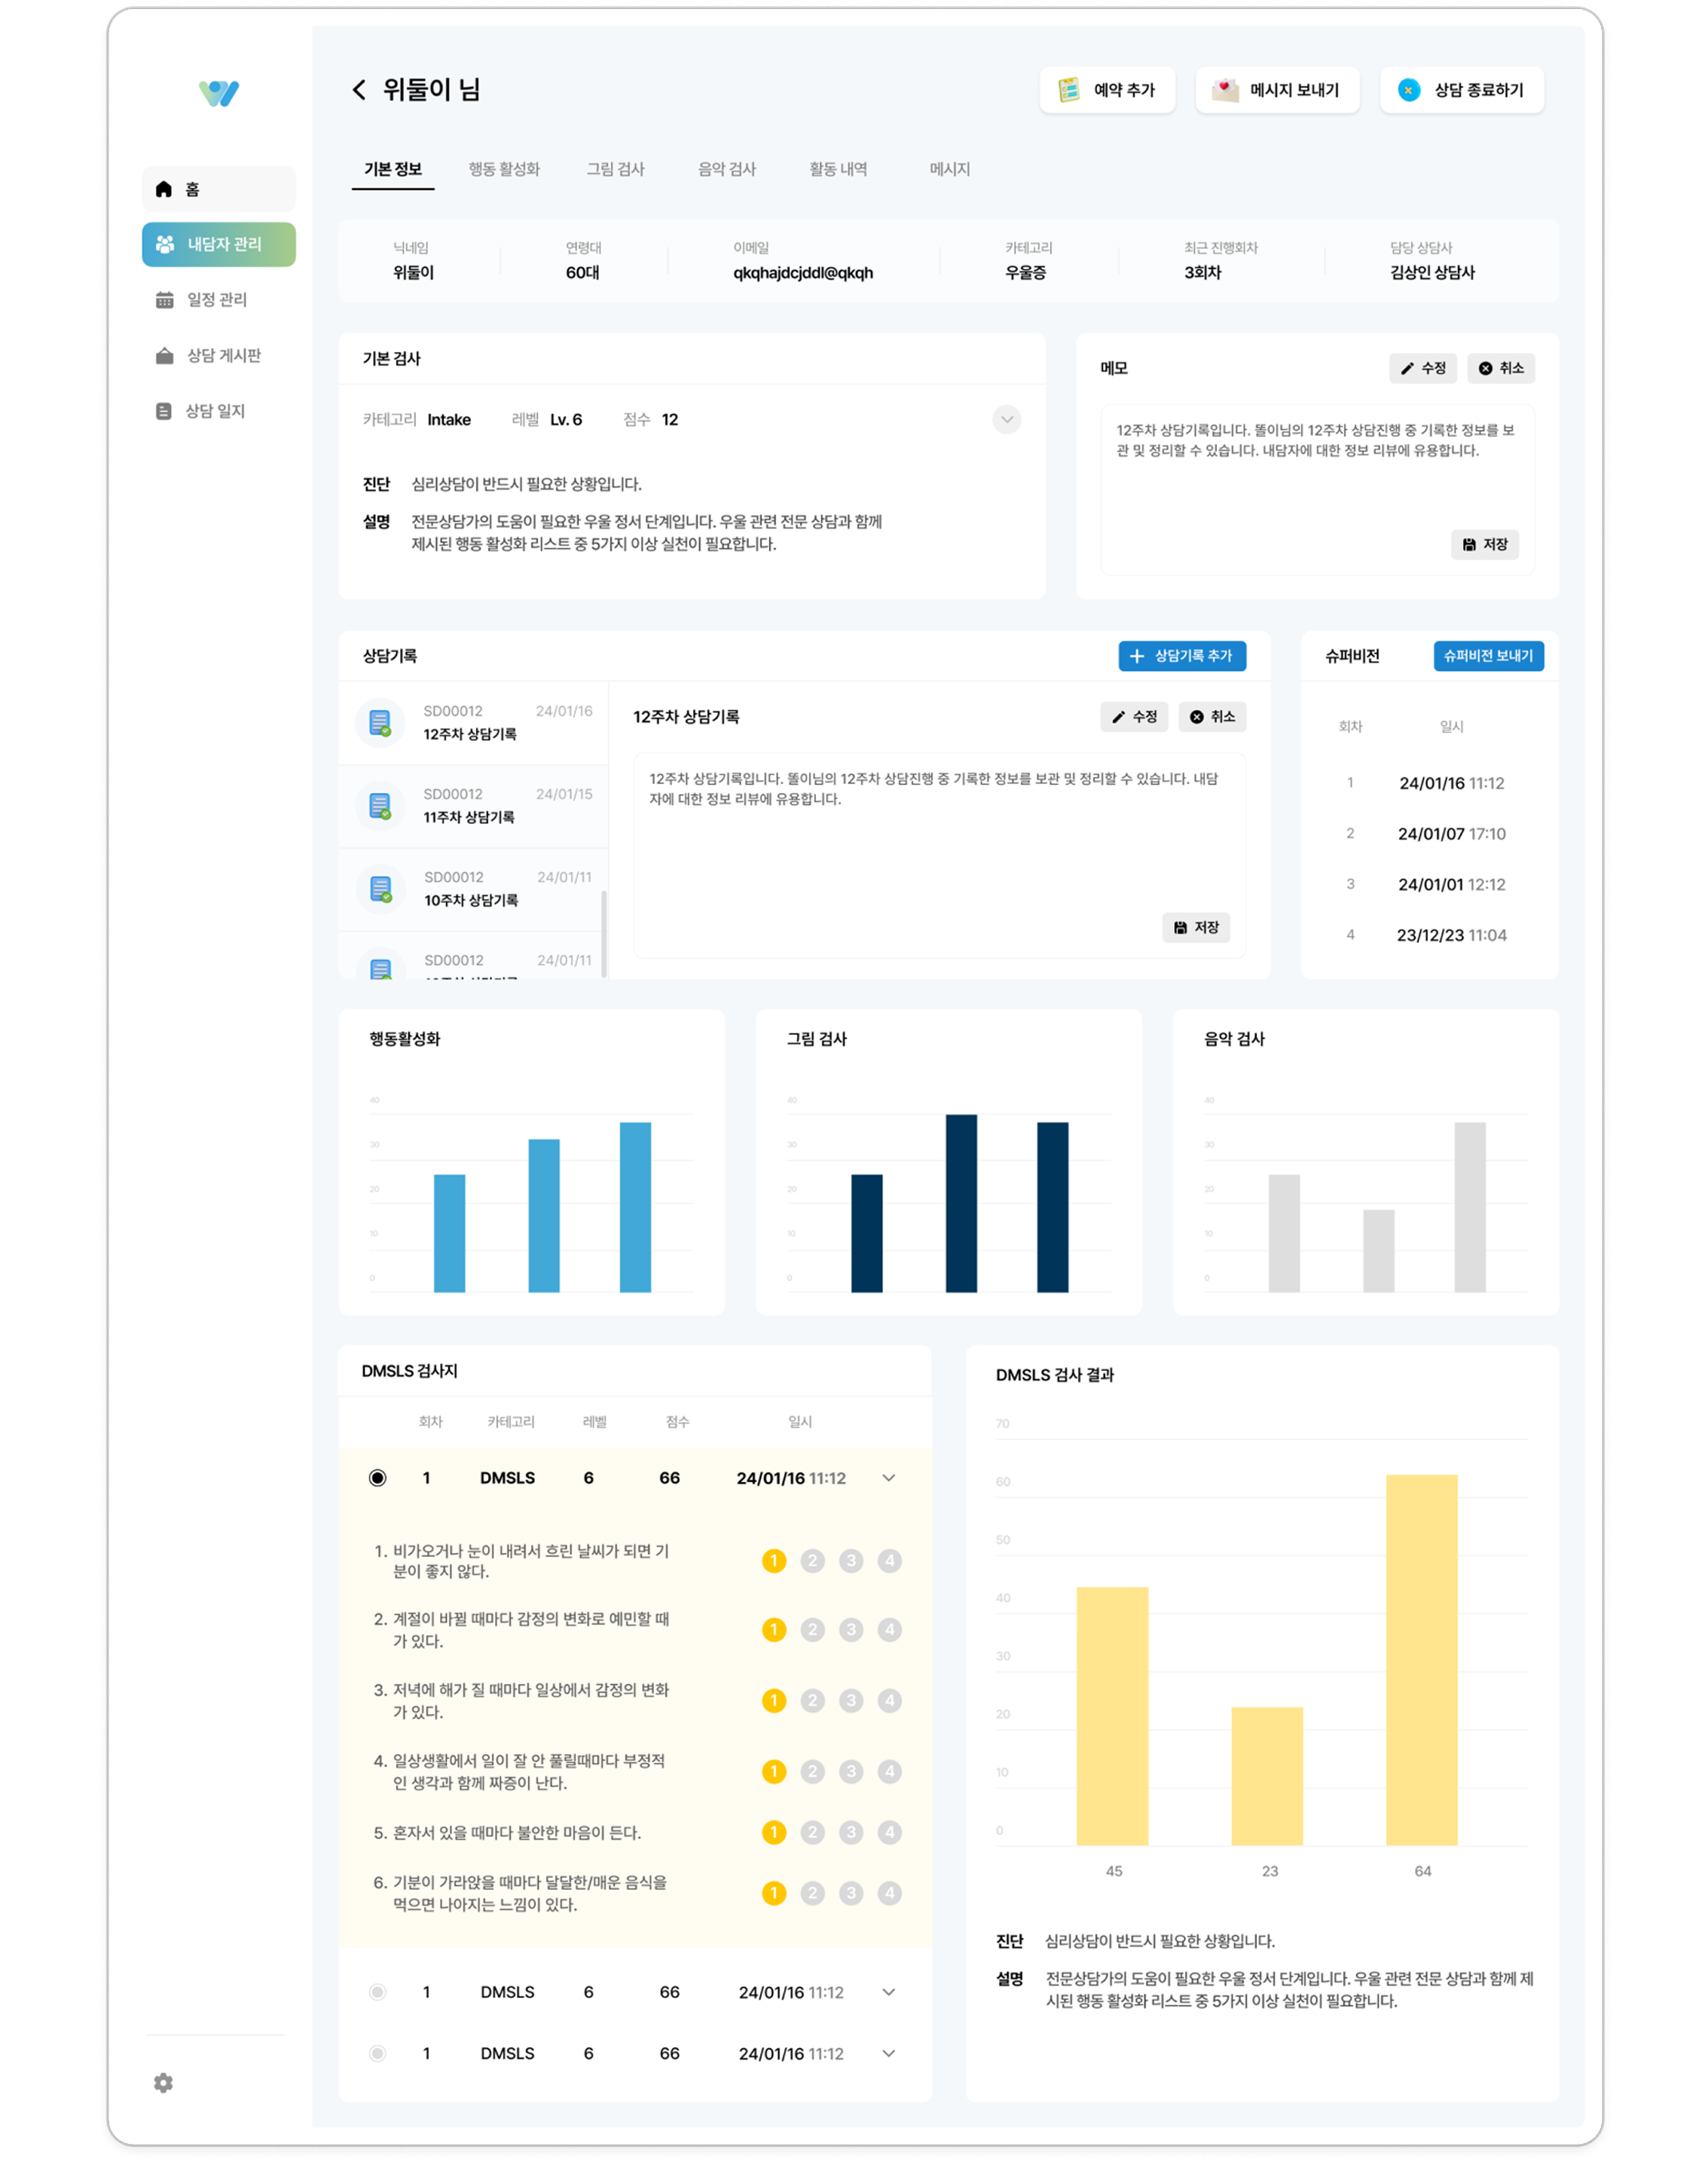 위둘이 님
예약 추가
메시지 보내기
상담 종료하기
홈
내담자 관리
일정 관리
상담 게시판
상담 일지
기본 정보
행동 활성화
그림 검사
음악 검사
활동 내역
메시지
닉네임
위둘이
연령대
60대
이메일
qkqhajdcjddl@qkqh
카테고리
우울증
최근 진행회차
3회차
담당 상담사
김상인 상담사
기본 검사
카테고리 Intake 레벨 Lv. 6 점수 12
진단 심리상담이 반드시 필요한 상황입니다.
설명 전문상담가의 도움이 필요한 우울 정서 단계입니다. 우울 관련 전문 상담과 함께
제시된 행동 활성화 리스트 중 5가지 이상 실천이 필요합니다.
메모
수정
취소
12주차 상담기록입니다. 똘이님의 12주차 상담진행 중 기록한 정보를 보
관 및 정리할 수 있습니다. 내담자에 대한 정보 리뷰에 유용합니다.
저장
상담기록
상담기록 추가
SD00012 24/01/16
12주차 상담기록
SD00012 24/01/15
11주차 상담기록
SD00012 24/01/11
10주차 상담기록
SD00012 24/01/11
12주차 상담기록
수정
취소
12주차 상담기록입니다. 똘이님의 12주차 상담진행 중 기록한 정보를 보관 및 정리할 수 있습니다. 내담
자에 대한 정보 리뷰에 유용합니다.
저장
슈퍼비전
슈퍼비전 보내기
회차 일시
1 24/01/16 11:12
2 24/01/07 17:10
3 24/01/01 12:12
4 23/12/23 11:04
행동활성화
40
30
20
10
0
그림 검사
40
30
20
10
0
음악 검사
40
30
20
10
0
DMSLS 검사지
회차 카테고리 레벨 점수 일시
1 DMSLS 6 66 24/01/16 11:12
1. 비가오거나 눈이 내려서 흐린 날씨가 되면 기
분이 좋지 않다.
1 2 3 4
2. 계절이 바뀔 때마다 감정의 변화로 예민할 때
가 있다.
1 2 3 4
3. 저녁에 해가 질 때마다 일상에서 감정의 변화
가 있다.
1 2 3 4
4. 일상생활에서 일이 잘 안 풀릴때마다 부정적
인 생각과 함께 짜증이 난다.
1 2 3 4
5. 혼자서 있을 때마다 불안한 마음이 든다.
1 2 3 4
6. 기분이 가라앉을 때마다 달달한/매운 음식을
먹으면 나아지는 느낌이 있다.
1 2 3 4
1 DMSLS 6 66 24/01/16 11:12
1 DMSLS 6 66 24/01/16 11:12
DMSLS 검사 결과
70
60
50
40
30
20
10
0
45 23 64
진단 심리상담이 반드시 필요한 상황입니다.
설명 전문상담가의 도움이 필요한 우울 정서 단계입니다. 우울 관련 전문 상담과 함께 제
시된 행동 활성화 리스트 중 5가지 이상 실천이 필요합니다.